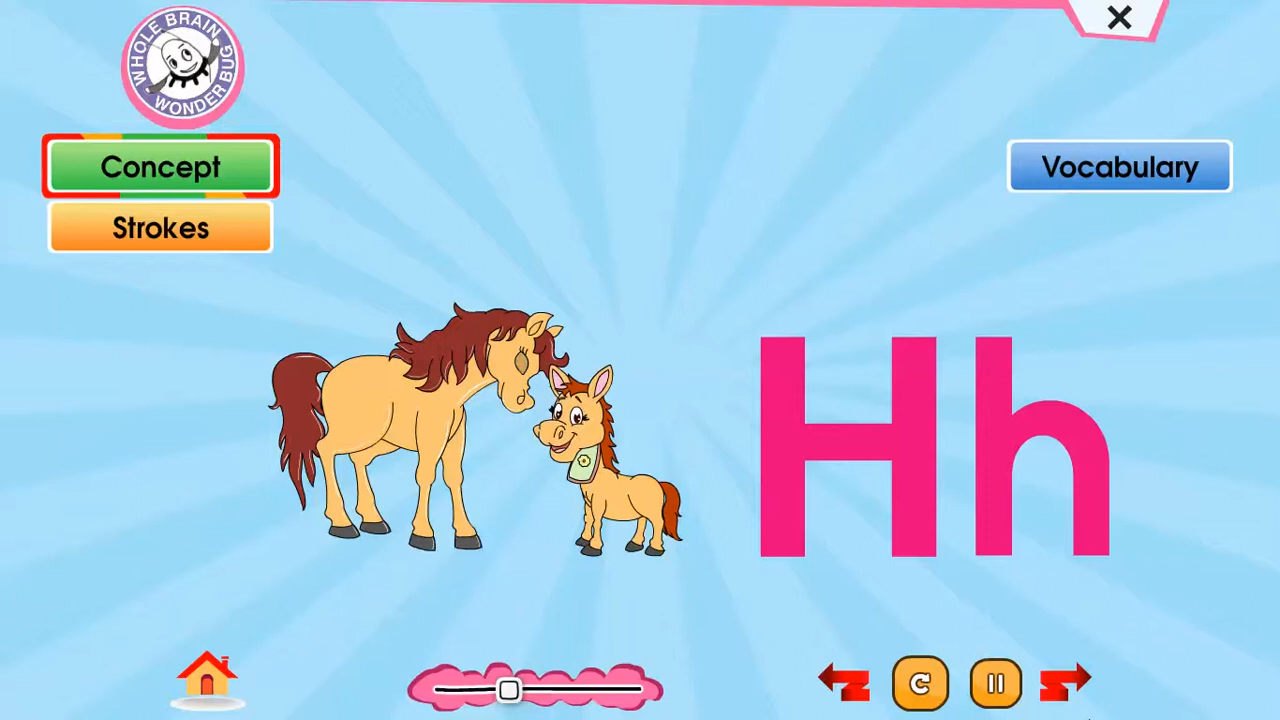 WHOLE BRAIN
WONDER BUG
Concept
Vocabulary
Strokes
Hh